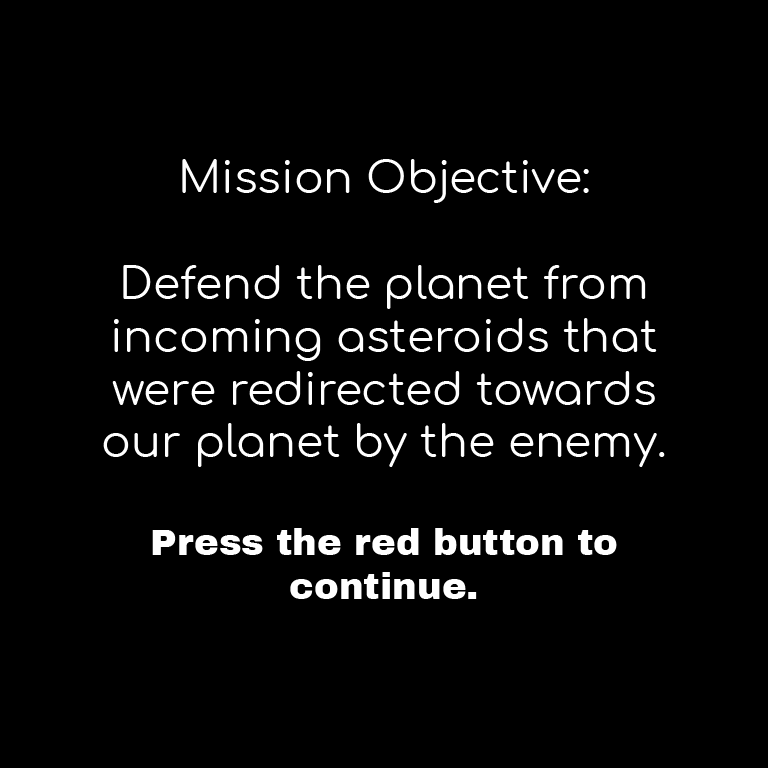 Mission Objective:
Defend the planet from
incoming asteroids that
were redirected towards
our planet by the enemy.
Press the red button to
continue.